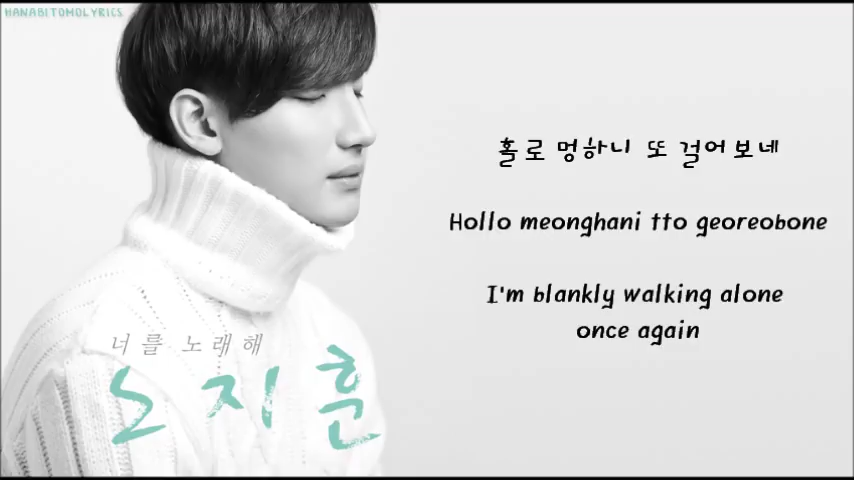 HANABITOMOLYRICS
홀로 멍하니 또 걸어보네
Hollo meonghani tto georeobone
I'm blankly walking alone
once again
너를 노래해
노지훈